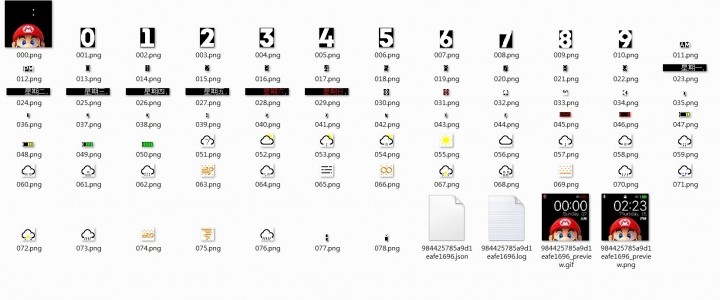 0 1 2 3 4 5 6 7 8 9 AM
000.png 001.png 002.png 003.png 004.png 005.png 006.png 007.png 008.png 009.png 010.png 011.png
PM 星期一
012.png 013.png 014.png 015.png 016.png 017.png 018.png 019.png 020.png 021.png 022.png 023.png
星期二 星期三 星期四 星期五
024.png 025.png 026.png 027.png 028.png 029.png 030.png 031.png 032.png 033.png 034.png 035.png
036.png 037.png 038.png 039.png 040.png 041.png 042.png 043.png 044.png 045.png 046.png 047.png
048.png 049.png 050.png 051.png 052.png 053.png 054.png 055.png 056.png 057.png 058.png 059.png
060.png 061.png 062.png 063.png 064.png 065.png 066.png 067.png 068.png 069.png 070.png 071.png
00:00 02:23
072.png 073.png 074.png 075.png 076.png 077.png 078.png 984425785a9d1eafe1696.json 984425785a9d1eafe1696.log 984425785a9d1eafe1696_preview.gif 984425785a9d1eafe1696_preview.png